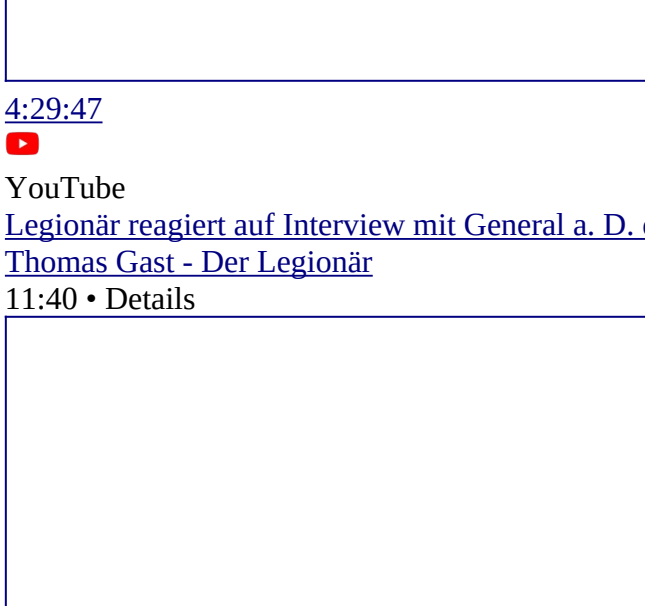 4:29:47
YouTube
Legionär reagiert auf Interview mit General a. D.
Thomas Gast - Der Legionär
11:40 • Details